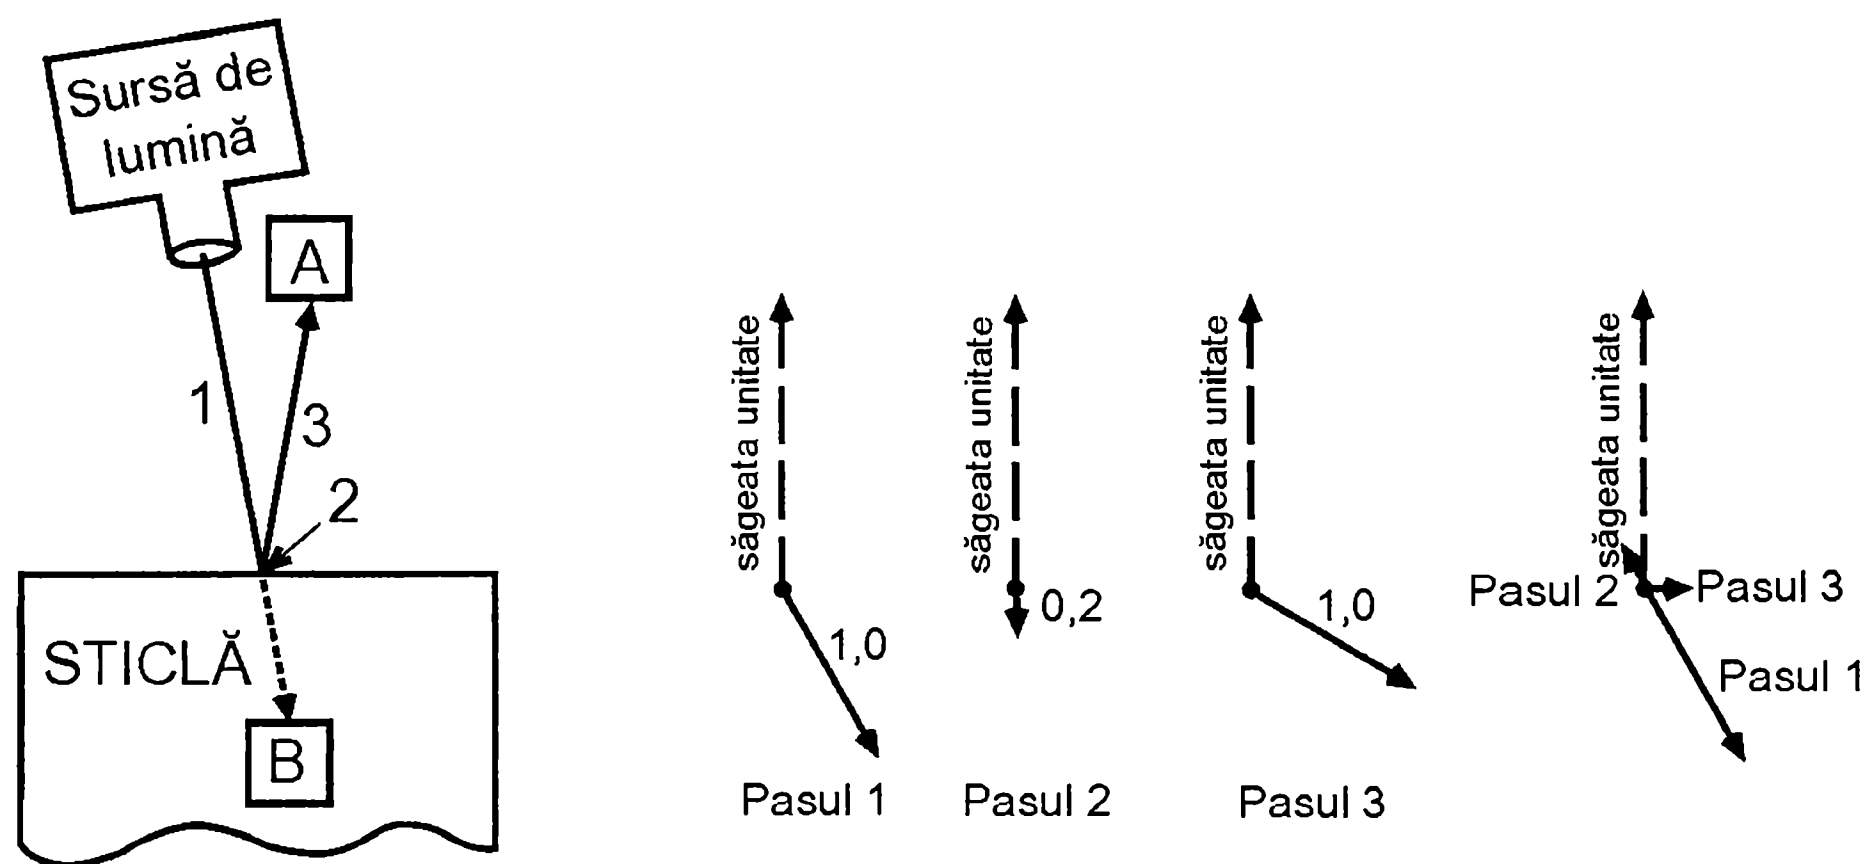 Sursă de
lumină
A
1
3
2
STICLĂ
B
săgeata unitate
1,0
Pasul 1
săgeata unitate
0,2
Pasul 2
săgeata unitate
1,0
Pasul 3
săgeata unitate
Pasul 2
Pasul 3
Pasul 1